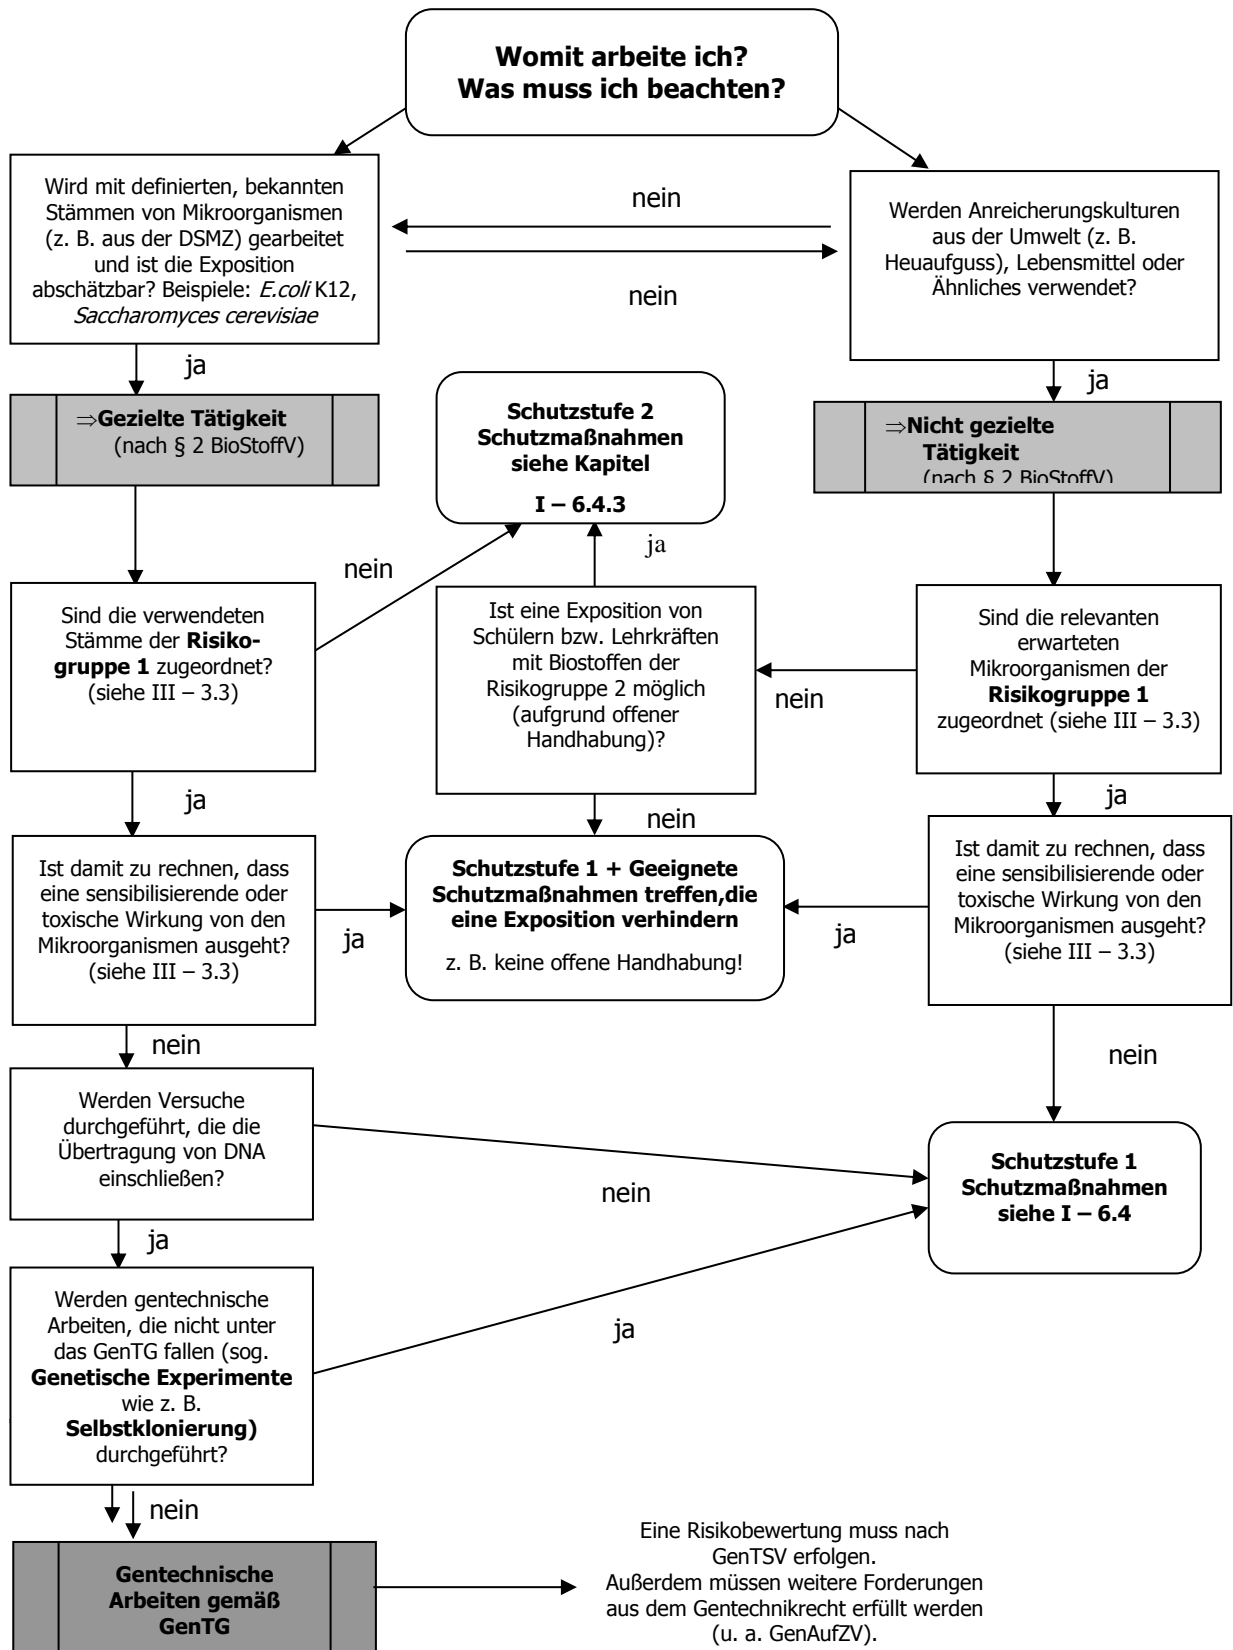 Womit arbeite ich?
Was muss ich beachten?
Wird mit definierten, bekannten
Stämmen von Mikroorganismen
(z. B. aus der DSMZ) gearbeitet
und ist die Exposition
abschätzbar? Beispiele: E.coli K12,
Saccharomyces cerevisiae
nein
nein
Werden Anreicherungskulturen
aus der Umwelt (z. B.
Heuaufguss), Lebensmittel oder
Ähnliches verwendet?
ja
ja
⇒Gezielte Tätigkeit
(nach § 2 BioStoffV)
Schutzstufe 2
Schutzmaßnahmen
siehe Kapitel
I – 6.4.3
⇒Nicht gezielte
Tätigkeit
(nach § 2 BioStoffV)
nein
ja
Sind die verwendeten
Stämme der Risiko-
gruppe 1 zugeordnet?
(siehe III – 3.3)
Ist eine Exposition von
Schülern bzw. Lehrkräften
mit Biostoffen der
Risikogruppe 2 möglich
(aufgrund offener
Handhabung)?
nein
Sind die relevanten
erwarteten
Mikroorganismen der
Risikogruppe 1
zugeordnet (siehe III – 3.3)
ja
nein
ja
Ist damit zu rechnen, dass
eine sensibilisierende oder
toxische Wirkung von den
Mikroorganismen ausgeht?
(siehe III – 3.3)
ja
Schutzstufe 1 + Geeignete
Schutzmaßnahmen treffen,die
eine Exposition verhindern
z. B. keine offene Handhabung!
ja
Ist damit zu rechnen, dass
eine sensibilisierende oder
toxische Wirkung von den
Mikroorganismen ausgeht?
(siehe III – 3.3)
nein
nein
Werden Versuche
durchgeführt, die die
Übertragung von DNA
einschließen?
nein
Schutzstufe 1
Schutzmaßnahmen
siehe I – 6.4
ja
Werden gentechnische
Arbeiten, die nicht unter
das GenTG fallen (sog.
Genetische Experimente
wie z. B.
Selbstklonierung)
durchgeführt?
ja
nein
Gentechnische
Arbeiten gemäß
GenTG
Eine Risikobewertung muss nach
GenTSV erfolgen.
Außerdem müssen weitere Forderungen
aus dem Gentechnikrecht erfüllt werden
(u. a. GenAufZV).